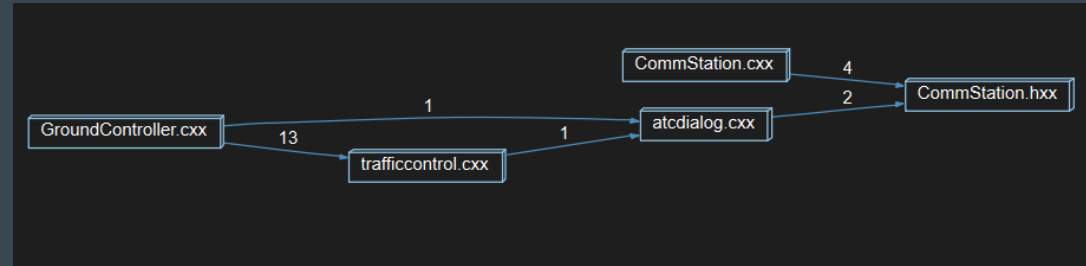 CommStation.cxx
4
CommStation.hxx
2
1
atcdialog.cxx
GroundController.cxx
13
1
trafficcontrol.cxx